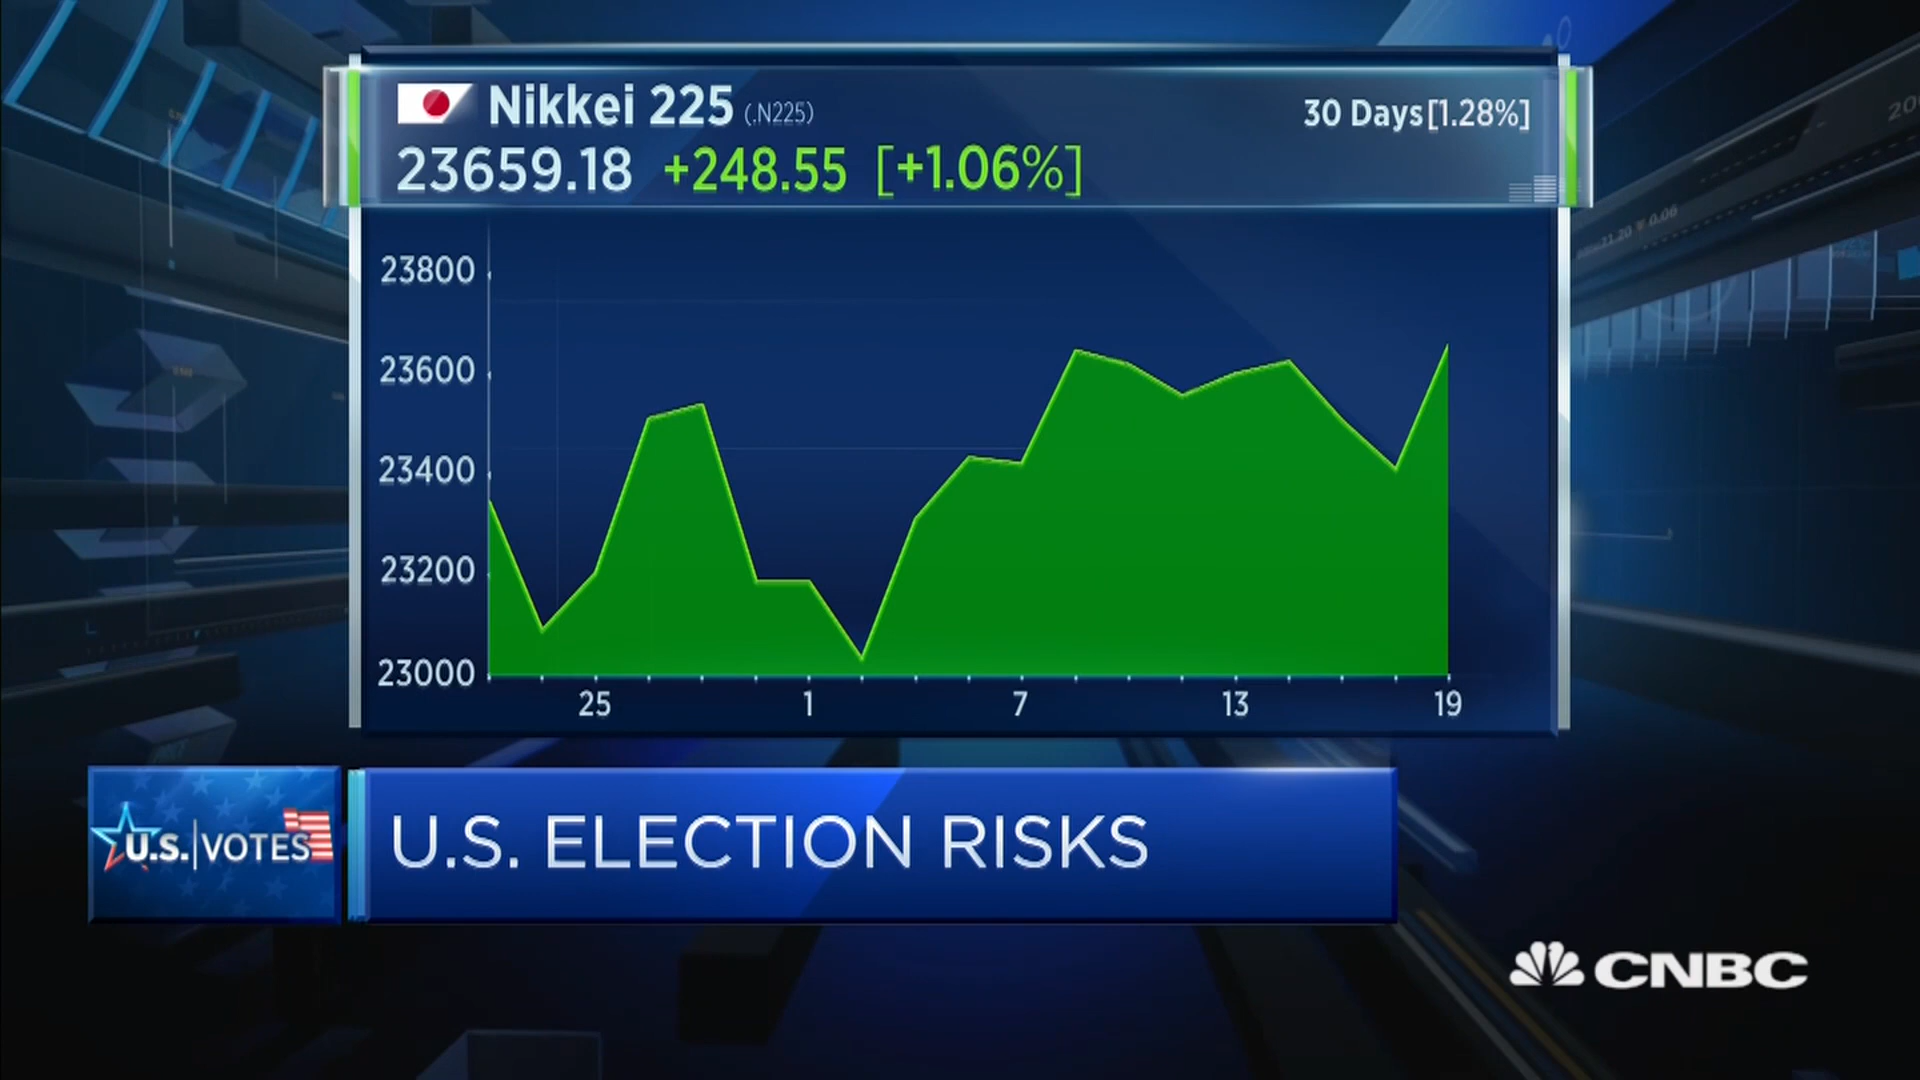 Nikkei 225 (.N225)
30 Days[1.28%]
23659.18 +248.55 [+1.06%]
23800
23600
23400
23200
23000
25 1 7 13 19
U.S.|VOTES
U.S. ELECTION RISKS
CNBC